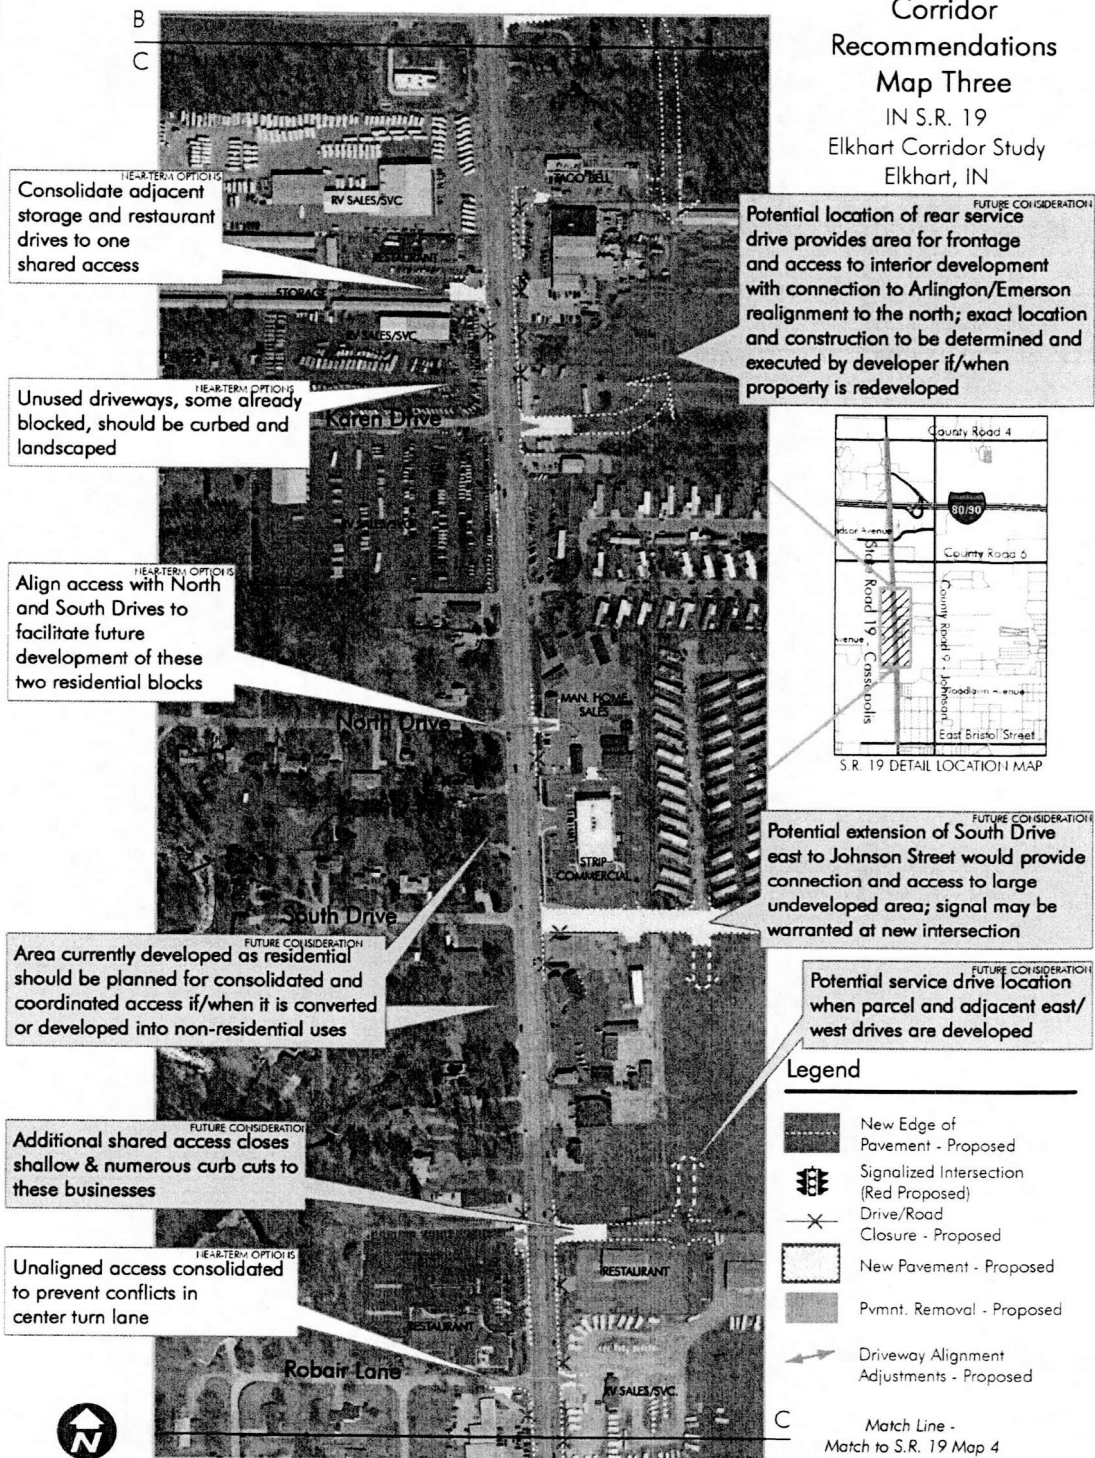 B
C
Corridor
Recommendations
Map Three
IN S.R. 19
Elkhart Corridor Study
Elkhart, IN
NEAR-TERM OPTIONS
Consolidate adjacent
storage and restaurant
drives to one
shared access
RV SALES/SVC
TACO BELL
RESTAURANT
STORAGE
RV SALES/SVC
FUTURE CONSIDERATION
Potential location of rear service
drive provides area for frontage
and access to interior development
with connection to Arlington/Emerson
realignment to the north; exact location
and construction to be determined and
executed by developer if/when
propoerty is redeveloped
NEAR-TERM OPTIONS
Unused driveways, some already
blocked, should be curbed and
landscaped
Karen Drive
RV SALES/SVC
County Road 4
80/90
dsor Avenue
County Road 6
State Road 19 - Cassopolis
County Road 9 - Johnson
Avenue
Woodlawn Avenue
East Bristol Street
S.R. 19 DETAIL LOCATION MAP
NEAR-TERM OPTIONS
Align access with North
and South Drives to
facilitate future
development of these
two residential blocks
North Drive
MAN. HOME
SALES
STRIP
COMMERCIAL
FUTURE CONSIDERATION
Potential extension of South Drive
east to Johnson Street would provide
connection and access to large
undeveloped area; signal may be
warranted at new intersection
South Drive
FUTURE CONSIDERATION
Area currently developed as residential
should be planned for consolidated and
coordinated access if/when it is converted
or developed into non-residential uses
FUTURE CONSIDERATION
Potential service drive location
when parcel and adjacent east/
west drives are developed
FUTURE CONSIDERATION
Additional shared access closes
shallow & numerous curb cuts to
these businesses
NEAR-TERM OPTIONS
Unaligned access consolidated
to prevent conflicts in
center turn lane
RESTAURANT
RESTAURANT
Robair Lane
RV SALES/SVC.
Legend
New Edge of
Pavement - Proposed
Signalized Intersection
(Red Proposed)
Drive/Road
Closure - Proposed
New Pavement - Proposed
Pvmnt. Removal - Proposed
Driveway Alignment
Adjustments - Proposed
N
C
Match Line -
Match to S.R. 19 Map 4